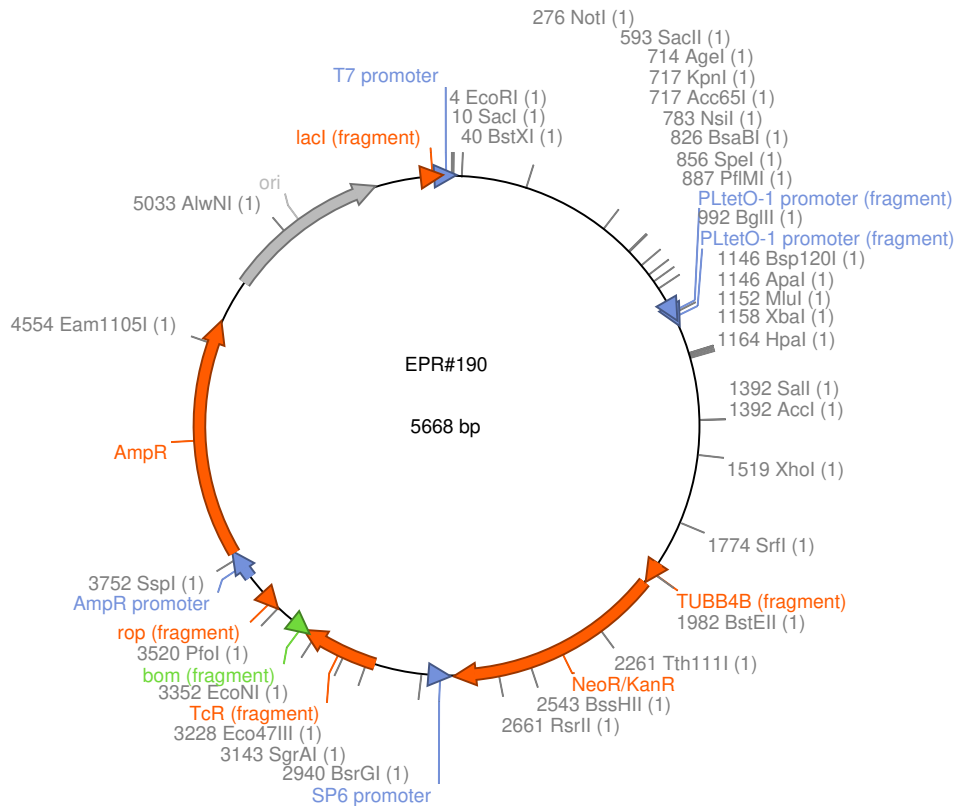 276 NotI (1)
593 SacII (1)
714 AgeI (1)
717 KpnI (1)
717 Acc65I (1)
783 NsiI (1)
826 BsaBI (1)
856 SpeI (1)
887 PflMI (1)
PLtetO-1 promoter (fragment)
992 BglII (1)
PLtetO-1 promoter (fragment)
1146 Bsp120I (1)
1146 ApaI (1)
1152 MluI (1)
1158 XbaI (1)
1164 HpaI (1)
1392 SalI (1)
1392 AccI (1)
1519 XhoI (1)
1774 SrfI (1)
TUBB4B (fragment)
1982 BstEII (1)
2261 Tth111I (1)
NeoR/KanR
2543 BssHII (1)
2661 RsrII (1)
SP6 promoter
2940 BsrGI (1)
3143 SgrAI (1)
3228 Eco47III (1)
TcR (fragment)
3352 EcoNI (1)
bom (fragment)
3520 PfoI (1)
rop (fragment)
AmpR promoter
3752 SspI (1)
AmpR
4554 Eam1105I (1)
5033 AlwNI (1)
ori
lacI (fragment)
T7 promoter
4 EcoRI (1)
10 SacI (1)
40 BstXI (1)
EPR#190
5668 bp